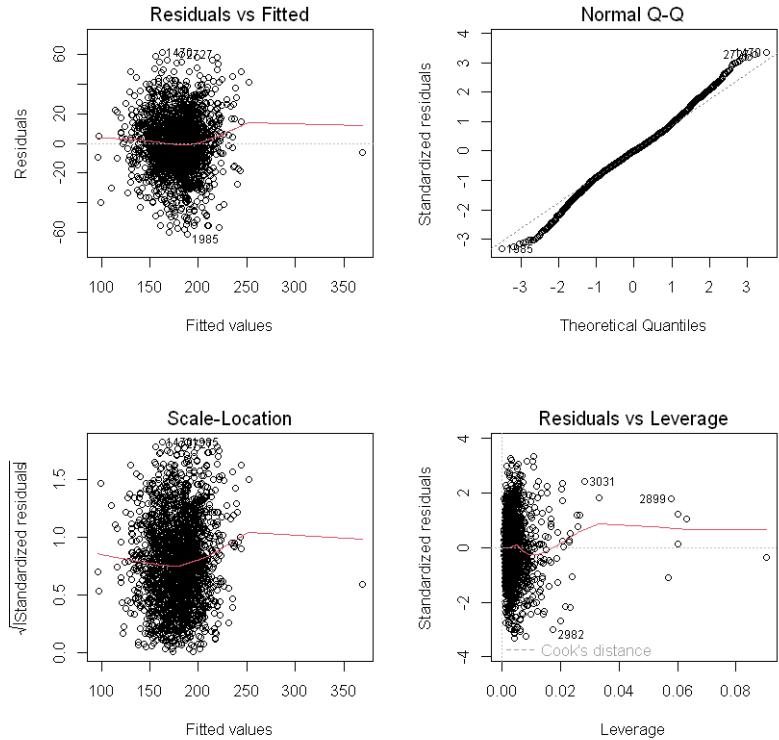 Residuals vs Fitted
Residuals
60
20
0
-20
-60
1470
2727
1985
100 150 200 250 300 350
Fitted values
Normal Q-Q
Standardized residuals
4
3
2
1
0
-1
-2
-3
1470
1985
-3 -2 -1 0 1 2 3
Theoretical Quantiles
Scale-Location
√|Standardized residuals|
1.5
1.0
0.5
0.0
1985
100 150 200 250 300 350
Fitted values
Residuals vs Leverage
Standardized residuals
4
2
0
-2
-4
3031
2899
2982
Cook's distance
0.00 0.02 0.04 0.06 0.08
Leverage